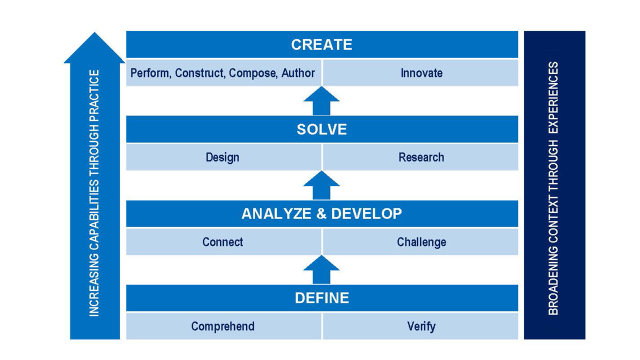 INCREASING CAPABILITIES THROUGH PRACTICE
CREATE
Perform, Construct, Compose, Author
Innovate
SOLVE
Design
Research
ANALYZE & DEVELOP
Connect
Challenge
DEFINE
Comprehend
Verify
BROADENING CONTEXT THROUGH EXPERIENCES